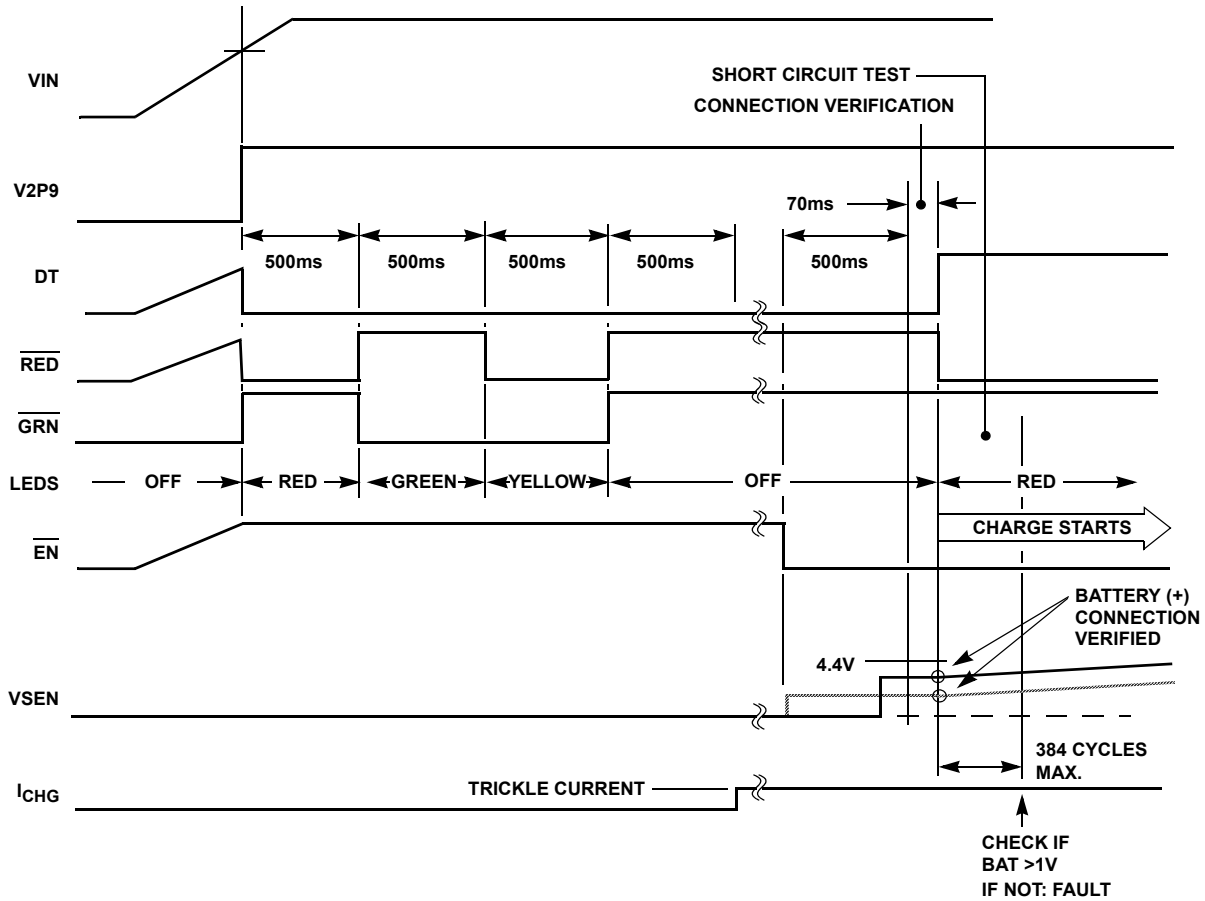 VIN
SHORT CIRCUIT TEST
CONNECTION VERIFICATION
V2P9
70ms
500ms 500ms 500ms 500ms 500ms
DT
RED
GRN
LEDS OFF RED GREEN YELLOW OFF RED
CHARGE STARTS
EN
BATTERY (+)
CONNECTION
VERIFIED
4.4V
VSEN
384 CYCLES
MAX.
ICHG
TRICKLE CURRENT
CHECK IF
BAT >1V
IF NOT: FAULT